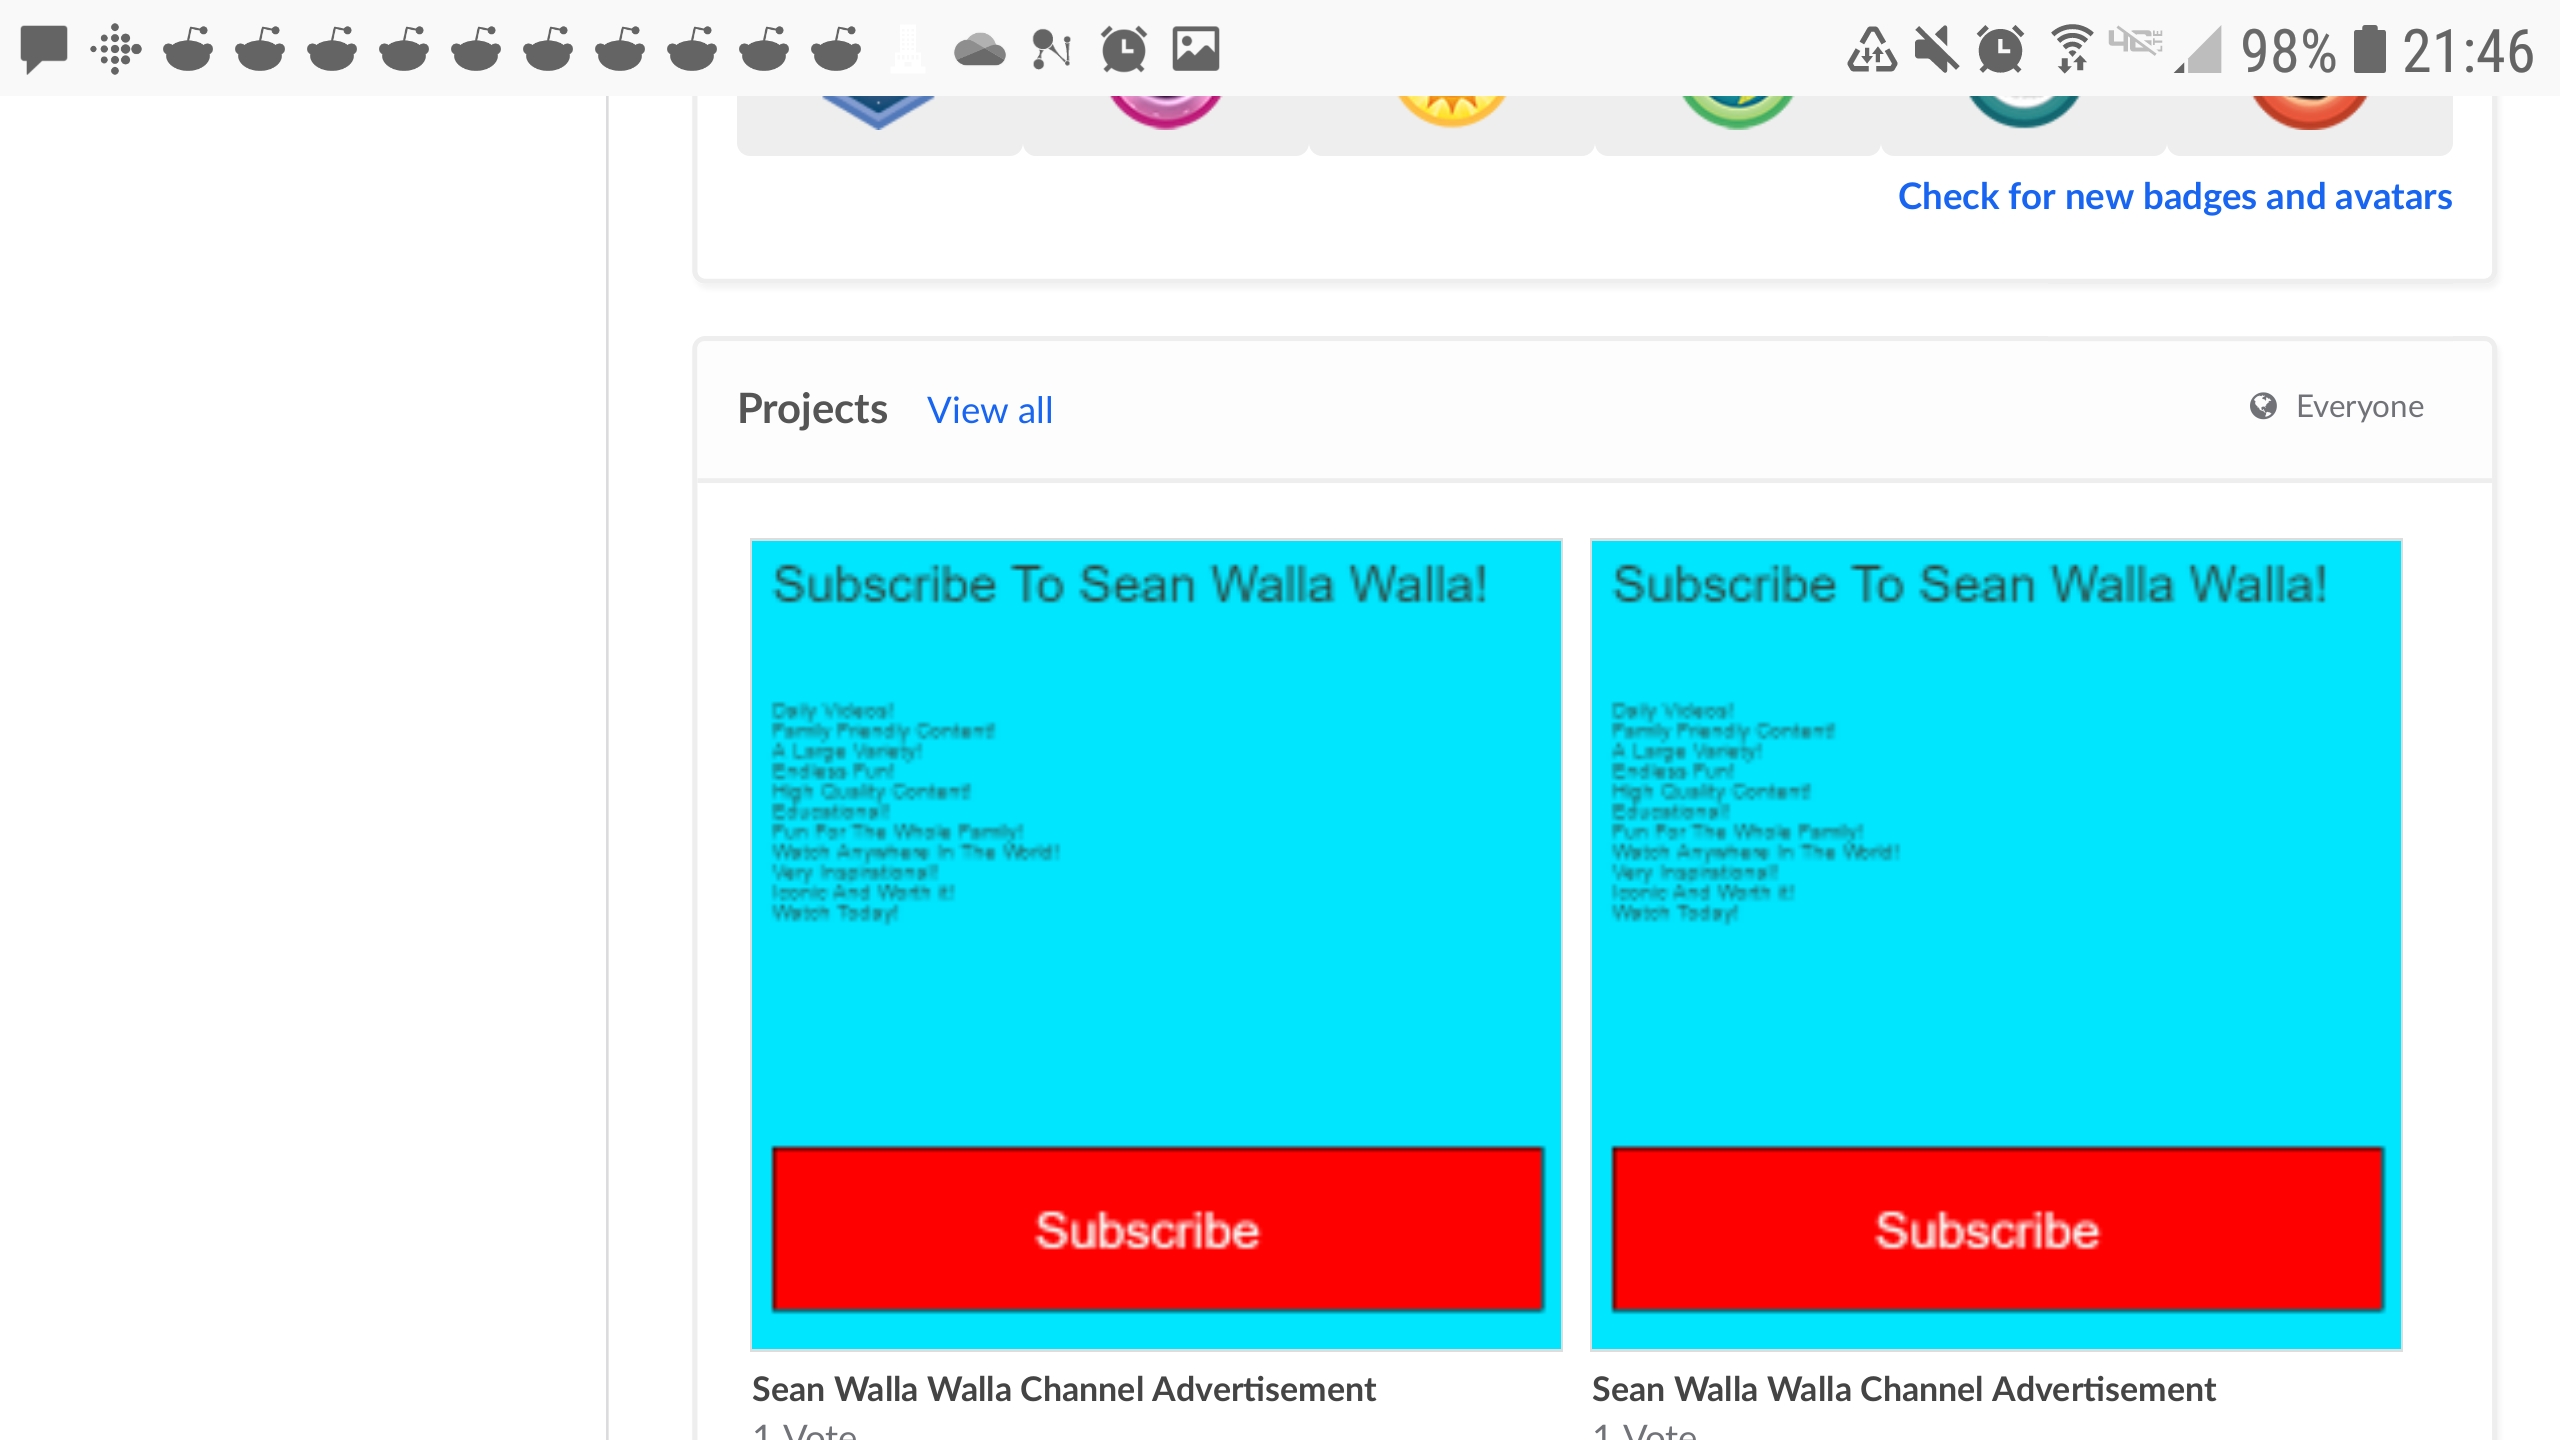 98% 21:46
Check for new badges and avatars
Projects View all Everyone
Subscribe To Sean Walla Walla!
Daily Videos!
Family Friendly Content!
A Large Variety!
Endless Fun!
High Quality Content!
Educational!
Fun For The Whole Family!
Watch Anywhere In The World!
Very Inspirational!
Iconic And Worth it!
Watch Today!
Subscribe
Sean Walla Walla Channel Advertisement
1 Vote
Subscribe To Sean Walla Walla!
Daily Videos!
Family Friendly Content!
A Large Variety!
Endless Fun!
High Quality Content!
Educational!
Fun For The Whole Family!
Watch Anywhere In The World!
Very Inspirational!
Iconic And Worth it!
Watch Today!
Subscribe
Sean Walla Walla Channel Advertisement
1 Vote